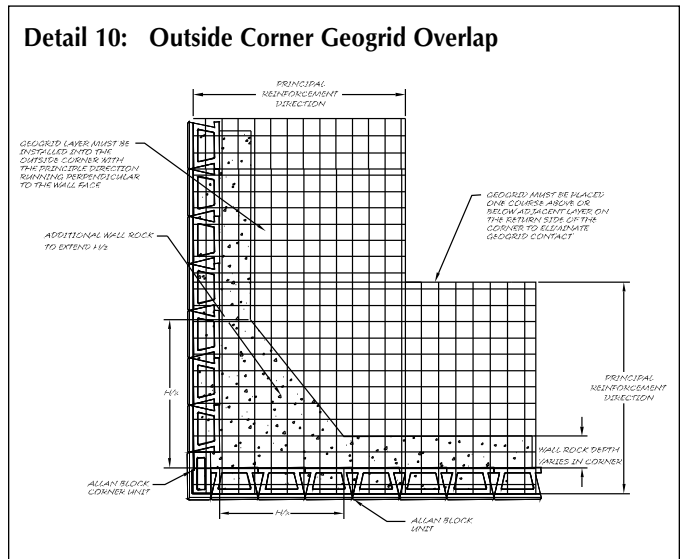 Detail 10: Outside Corner Geogrid Overlap
PRINCIPAL
REINFORCEMENT
DIRECTION
GEOGRID LAYER MUST BE
INSTALLED INTO THE
OUTSIDE CORNER WITH
THE PRINCIPLE DIRECTION
RUNNING PERPENDICULAR
TO THE WALL FACE
GEOGRID MUST BE PLACED
ONE COURSE ABOVE OR
BELOW ADJACENT LAYER ON
THE RETURN SIDE OF THE
CORNER TO ELIMINATE
GEOGRID CONTACT
ADDITIONAL WALL ROCK
TO EXTEND H/2
H/2
PRINCIPAL
REINFORCEMENT
DIRECTION
WALL ROCK DEPTH
VARIES IN CORNER
ALLAN BLOCK
CORNER UNIT
H/2
ALLAN BLOCK
UNIT